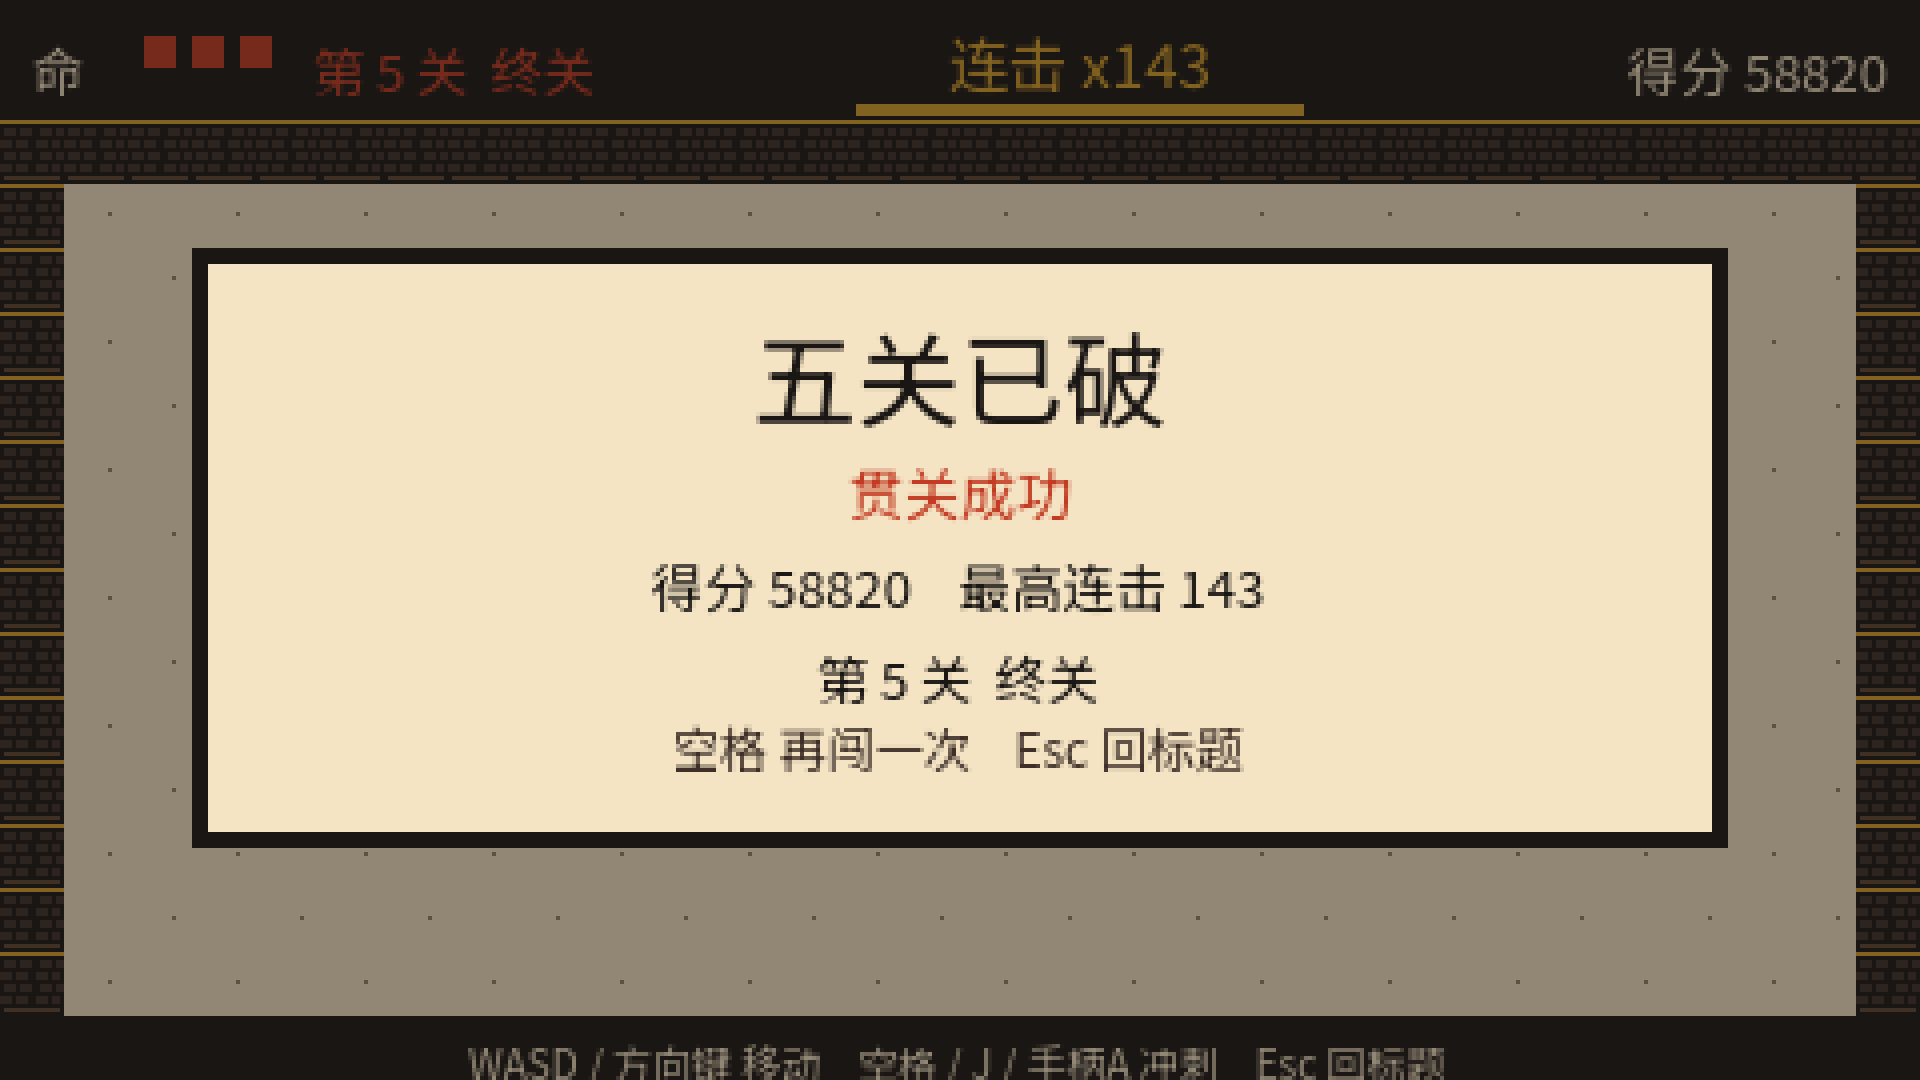 命 第 5 关 终关 连击 x143 得分 58820
五关已破
贯关成功
得分 58820 最高连击 143
第 5 关 终关
空格 再闯一次 Esc 回标题
WASD / 方向键 移动 空格 / J / 手柄A 冲刺 Esc 回标题